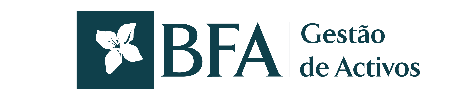 BFA
Gestão
de Activos